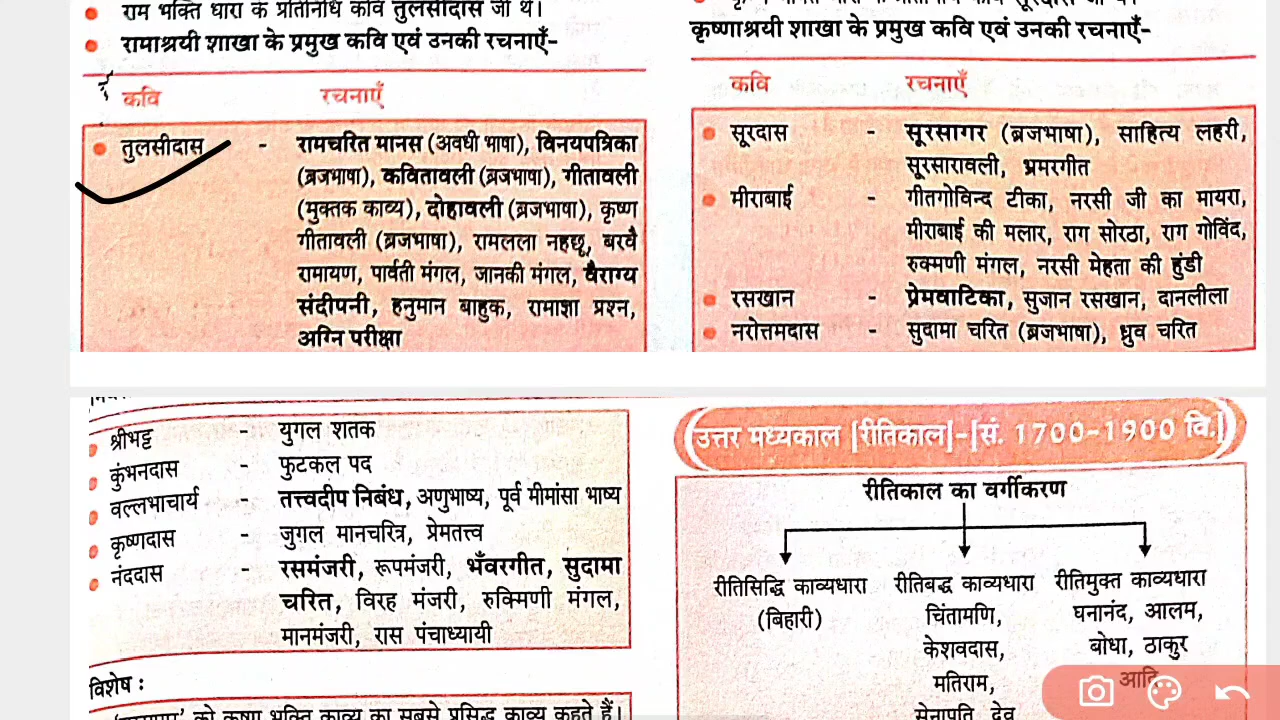 राम भक्ति धारा के प्रतिनिधि कवि तुलसीदास जी थे।
रामाश्रयी शाखा के प्रमुख कवि एवं उनकी रचनाएँ-
कवि रचनाएँ
तुलसीदास - रामचरित मानस (अवधी भाषा), विनयपत्रिका
(ब्रजभाषा), कवितावली (ब्रजभाषा), गीतावली
(मुक्तक काव्य), दोहावली (ब्रजभाषा), कृष्ण
गीतावली (ब्रजभाषा), रामलला नहछू, बरवै
रामायण, पार्वती मंगल, जानकी मंगल, वैराग्य
संदीपनी, हनुमान बाहुक, रामाज्ञा प्रश्न,
अग्नि परीक्षा
कृष्णाश्रयी शाखा के प्रमुख कवि एवं उनकी रचनाएँ-
कवि रचनाएँ
सूरदास - सूरसागर (ब्रजभाषा), साहित्य लहरी,
सूरसारावली, भ्रमरगीत
मीराबाई - गीतगोविन्द टीका, नरसी जी का मायरा,
मीराबाई की मलार, राग सोरठा, राग गोविंद,
रुक्मणी मंगल, नरसी मेहता की हुंडी
रसखान - प्रेमवाटिका, सुजान रसखान, दानलीला
नरोत्तमदास - सुदामा चरित (ब्रजभाषा), ध्रुव चरित
श्रीभट्ट - युगल शतक
कुंभनदास - फुटकल पद
वल्लभाचार्य - तत्त्वदीप निबंध, अणुभाष्य, पूर्व मीमांसा भाष्य
कृष्णदास - जुगल मानचरित्र, प्रेमतत्त्व
नंददास - रसमंजरी, रूपमंजरी, भँवरगीत, सुदामा
चरित, विरह मंजरी, रुक्मिणी मंगल,
मानमंजरी, रास पंचाध्यायी
विशेष :
को कृष्ण भक्ति काव्य का सबसे प्रसिद्ध काव्य कहते हैं।
उत्तर मध्यकाल [रीतिकाल]-[सं. 1700-1900 वि.]
रीतिकाल का वर्गीकरण
रीतिसिद्धि काव्यधारा रीतिबद्ध काव्यधारा रीतिमुक्त काव्यधारा
(बिहारी) चिंतामणि, घनानंद, आलम,
केशवदास, बोधा, ठाकुर
मतिराम, आदि
सेनापति, देव